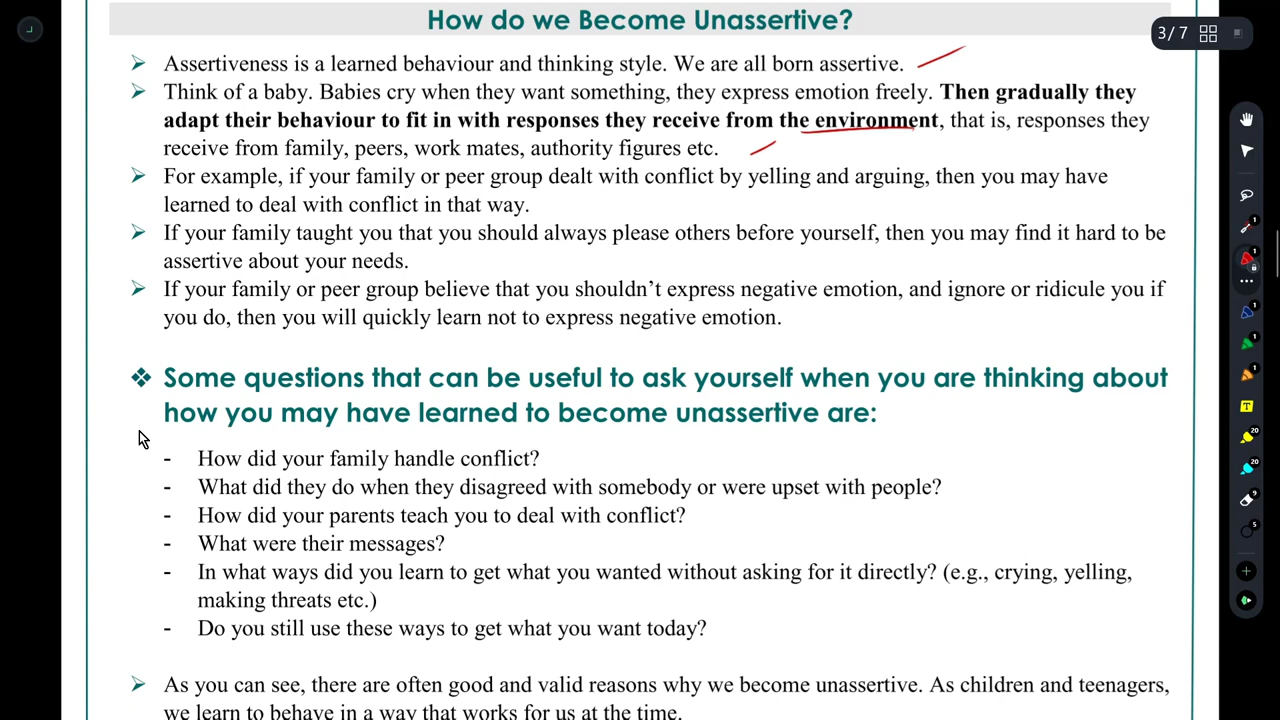 How do we Become Unassertive?
3/7
➢ Assertiveness is a learned behaviour and thinking style. We are all born assertive.
➢ Think of a baby. Babies cry when they want something, they express emotion freely. Then gradually they
adapt their behaviour to fit in with responses they receive from the environment, that is, responses they
receive from family, peers, work mates, authority figures etc.
➢ For example, if your family or peer group dealt with conflict by yelling and arguing, then you may have
learned to deal with conflict in that way.
➢ If your family taught you that you should always please others before yourself, then you may find it hard to be
assertive about your needs.
➢ If your family or peer group believe that you shouldn’t express negative emotion, and ignore or ridicule you if
you do, then you will quickly learn not to express negative emotion.
❖ Some questions that can be useful to ask yourself when you are thinking about
how you may have learned to become unassertive are:
- How did your family handle conflict?
- What did they do when they disagreed with somebody or were upset with people?
- How did your parents teach you to deal with conflict?
- What were their messages?
- In what ways did you learn to get what you wanted without asking for it directly? (e.g., crying, yelling,
making threats etc.)
- Do you still use these ways to get what you want today?
➢ As you can see, there are often good and valid reasons why we become unassertive. As children and teenagers,
we learn to behave in a way that works for us at the time.
1
1
1
1
1
T
20
20
9
5